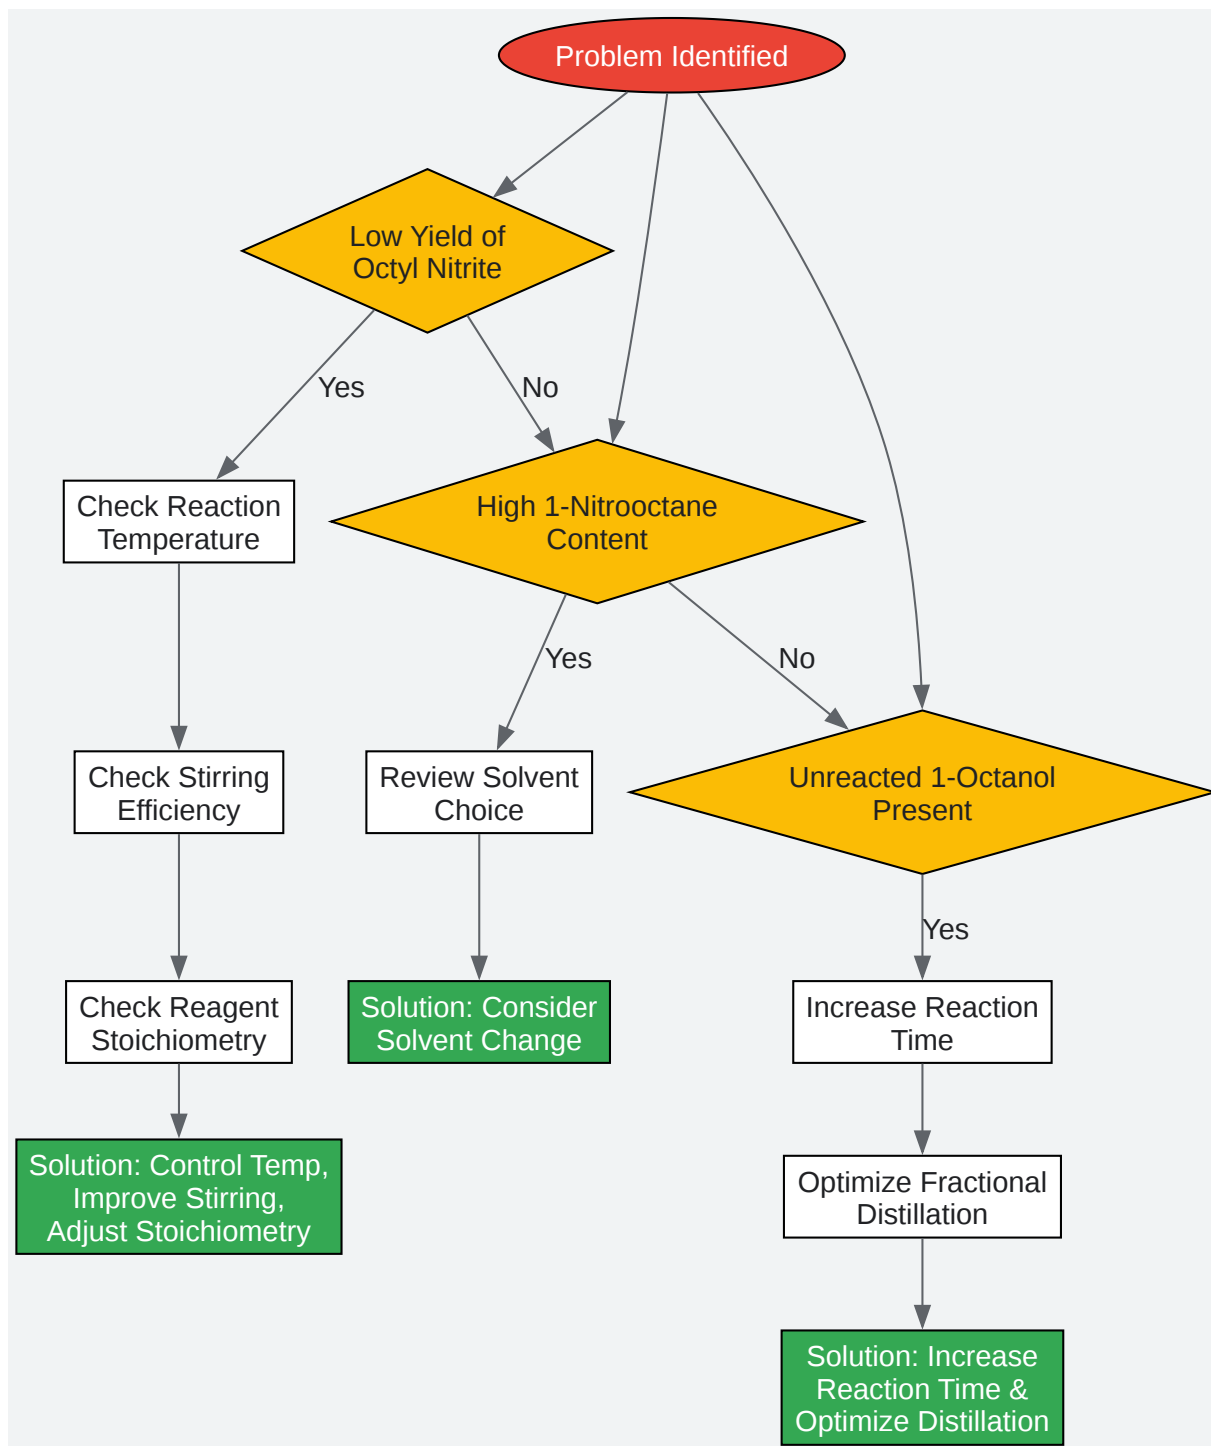 Problem Identified
Low Yield of
Octyl Nitrite
Yes
No
Check Reaction
Temperature
High 1-Nitrooctane
Content
Yes
No
Check Stirring
Efficiency
Review Solvent
Choice
Unreacted 1-Octanol
Present
Yes
Check Reagent
Stoichiometry
Solution: Consider
Solvent Change
Increase Reaction
Time
Solution: Control Temp,
Improve Stirring,
Adjust Stoichiometry
Optimize Fractional
Distillation
Solution: Increase
Reaction Time &
Optimize Distillation